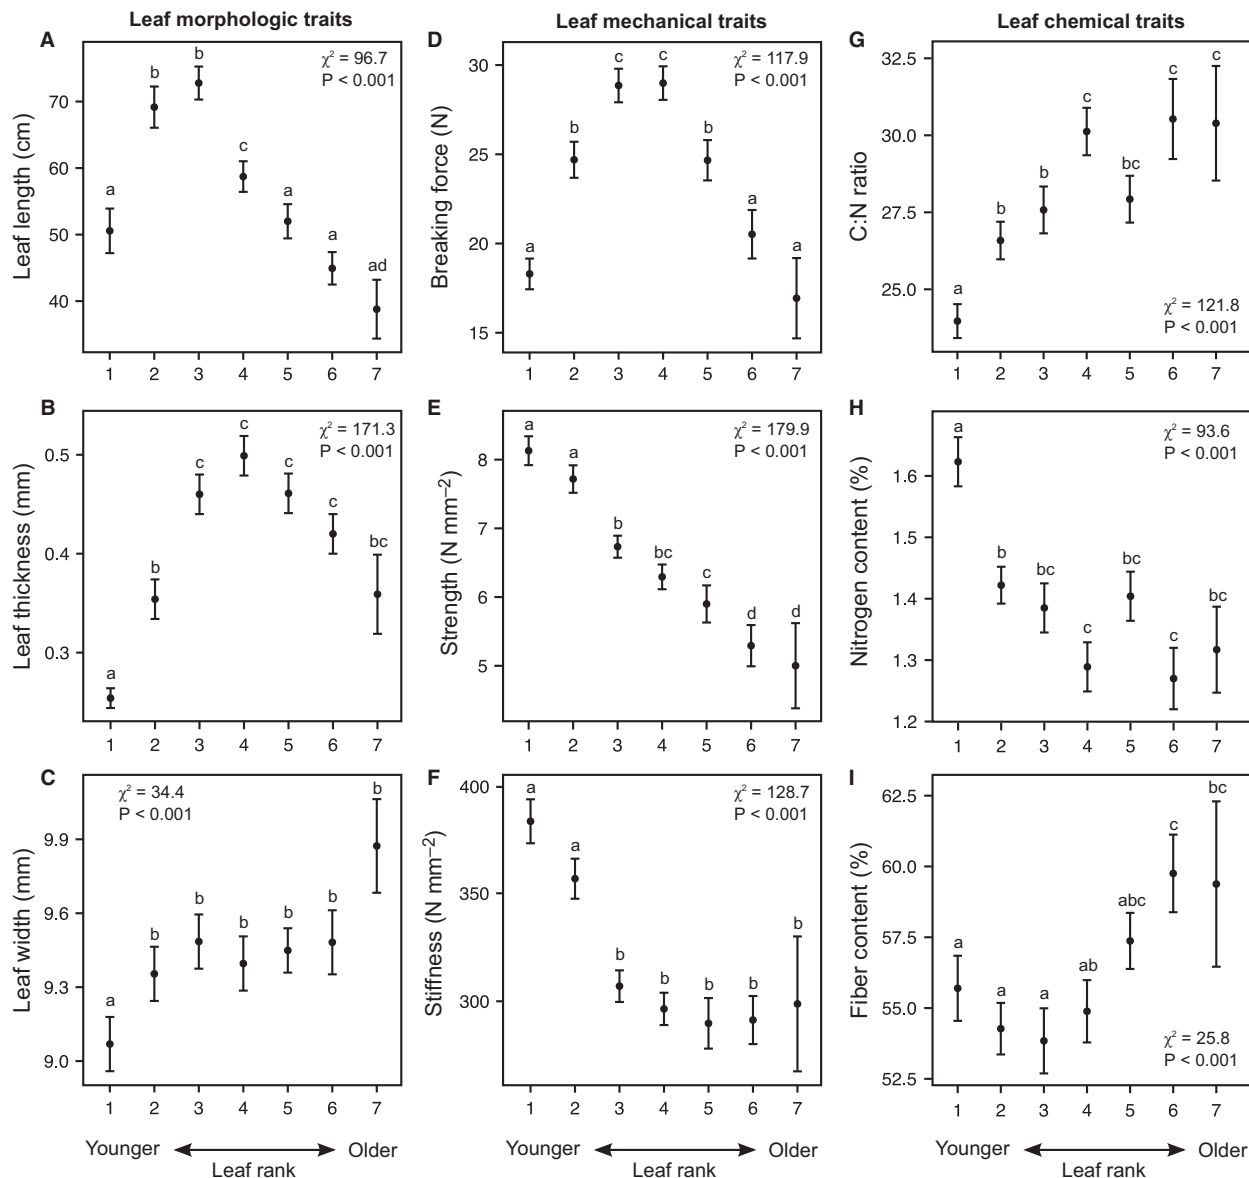 Leaf morphologic traits
Leaf mechanical traits
Leaf chemical traits
A
Leaf length (cm)
70
60
50
40
a
b
b
c
a
a
ad
χ² = 96.7
P < 0.001
1 2 3 4 5 6 7
D
Breaking force (N)
30
25
20
15
a
b
c
c
b
a
a
χ² = 117.9
P < 0.001
1 2 3 4 5 6 7
G
C:N ratio
32.5
30.0
27.5
25.0
a
b
b
c
bc
c
c
χ² = 121.8
P < 0.001
1 2 3 4 5 6 7
B
Leaf thickness (mm)
0.5
0.4
0.3
a
b
c
c
c
c
bc
χ² = 171.3
P < 0.001
1 2 3 4 5 6 7
E
Strength (N mm⁻²)
8
7
6
5
a
a
b
bc
c
d
d
χ² = 179.9
P < 0.001
1 2 3 4 5 6 7
H
Nitrogen content (%)
1.6
1.5
1.4
1.3
1.2
a
b
bc
c
bc
c
bc
χ² = 93.6
P < 0.001
1 2 3 4 5 6 7
C
Leaf width (mm)
9.9
9.6
9.3
9.0
a
b
b
b
b
b
b
χ² = 34.4
P < 0.001
1 2 3 4 5 6 7
F
Stiffness (N mm⁻²)
400
350
300
a
a
b
b
b
b
b
χ² = 128.7
P < 0.001
1 2 3 4 5 6 7
I
Fiber content (%)
62.5
60.0
57.5
55.0
52.5
a
a
a
ab
abc
c
bc
χ² = 25.8
P < 0.001
1 2 3 4 5 6 7
Younger Older
Leaf rank
Younger Older
Leaf rank
Younger Older
Leaf rank